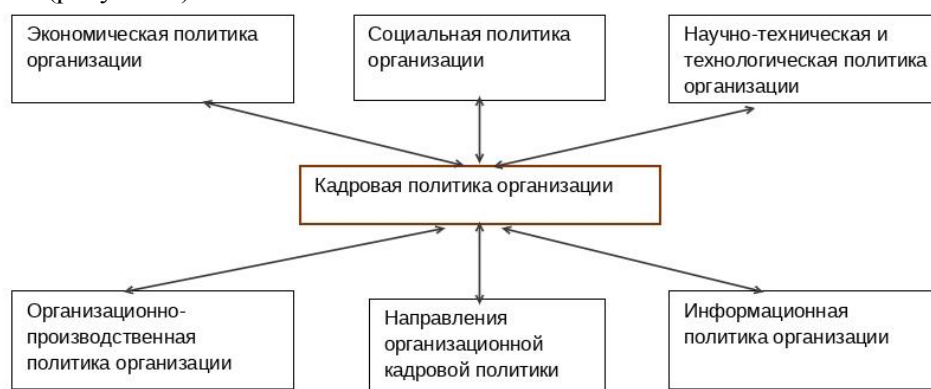 Экономическая политика
организации
Социальная политика
организации
Научно-техническая и
технологическая политика
организации
Кадровая политика организации
Организационно-
производственная
политика организации
Направления
организационной
кадровой политики
Информационная
политика организации